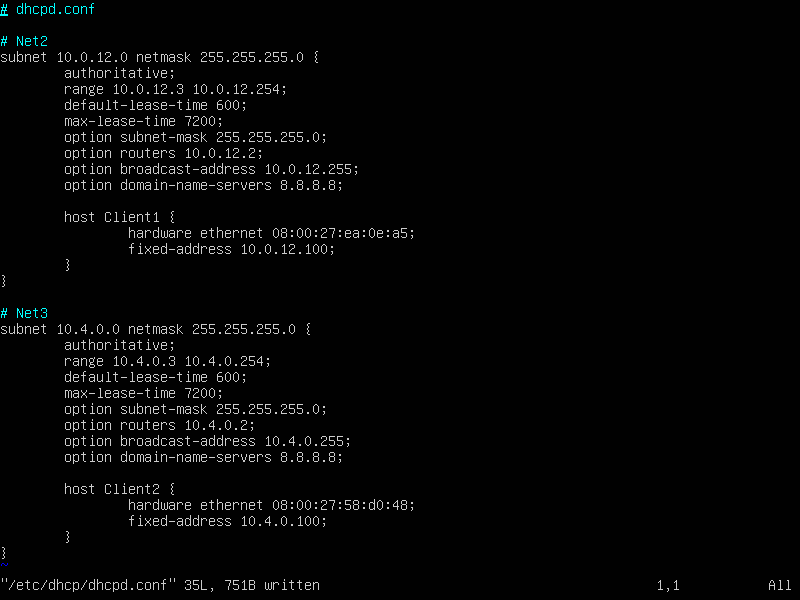 # dhcpd.conf

# Net2
subnet 10.0.12.0 netmask 255.255.255.0 {
        authoritative;
        range 10.0.12.3 10.0.12.254;
        default-lease-time 600;
        max-lease-time 7200;
        option subnet-mask 255.255.255.0;
        option routers 10.0.12.2;
        option broadcast-address 10.0.12.255;
        option domain-name-servers 8.8.8.8;

        host Client1 {
                hardware ethernet 08:00:27:ea:0e:a5;
                fixed-address 10.0.12.100;
        }
}

# Net3
subnet 10.4.0.0 netmask 255.255.255.0 {
        authoritative;
        range 10.4.0.3 10.4.0.254;
        default-lease-time 600;
        max-lease-time 7200;
        option subnet-mask 255.255.255.0;
        option routers 10.4.0.2;
        option broadcast-address 10.4.0.255;
        option domain-name-servers 8.8.8.8;

        host Client2 {
                hardware ethernet 08:00:27:58:d0:48;
                fixed-address 10.4.0.100;
        }
}
~
"/etc/dhcp/dhcpd.conf" 35L, 751B written                                          1,1           All